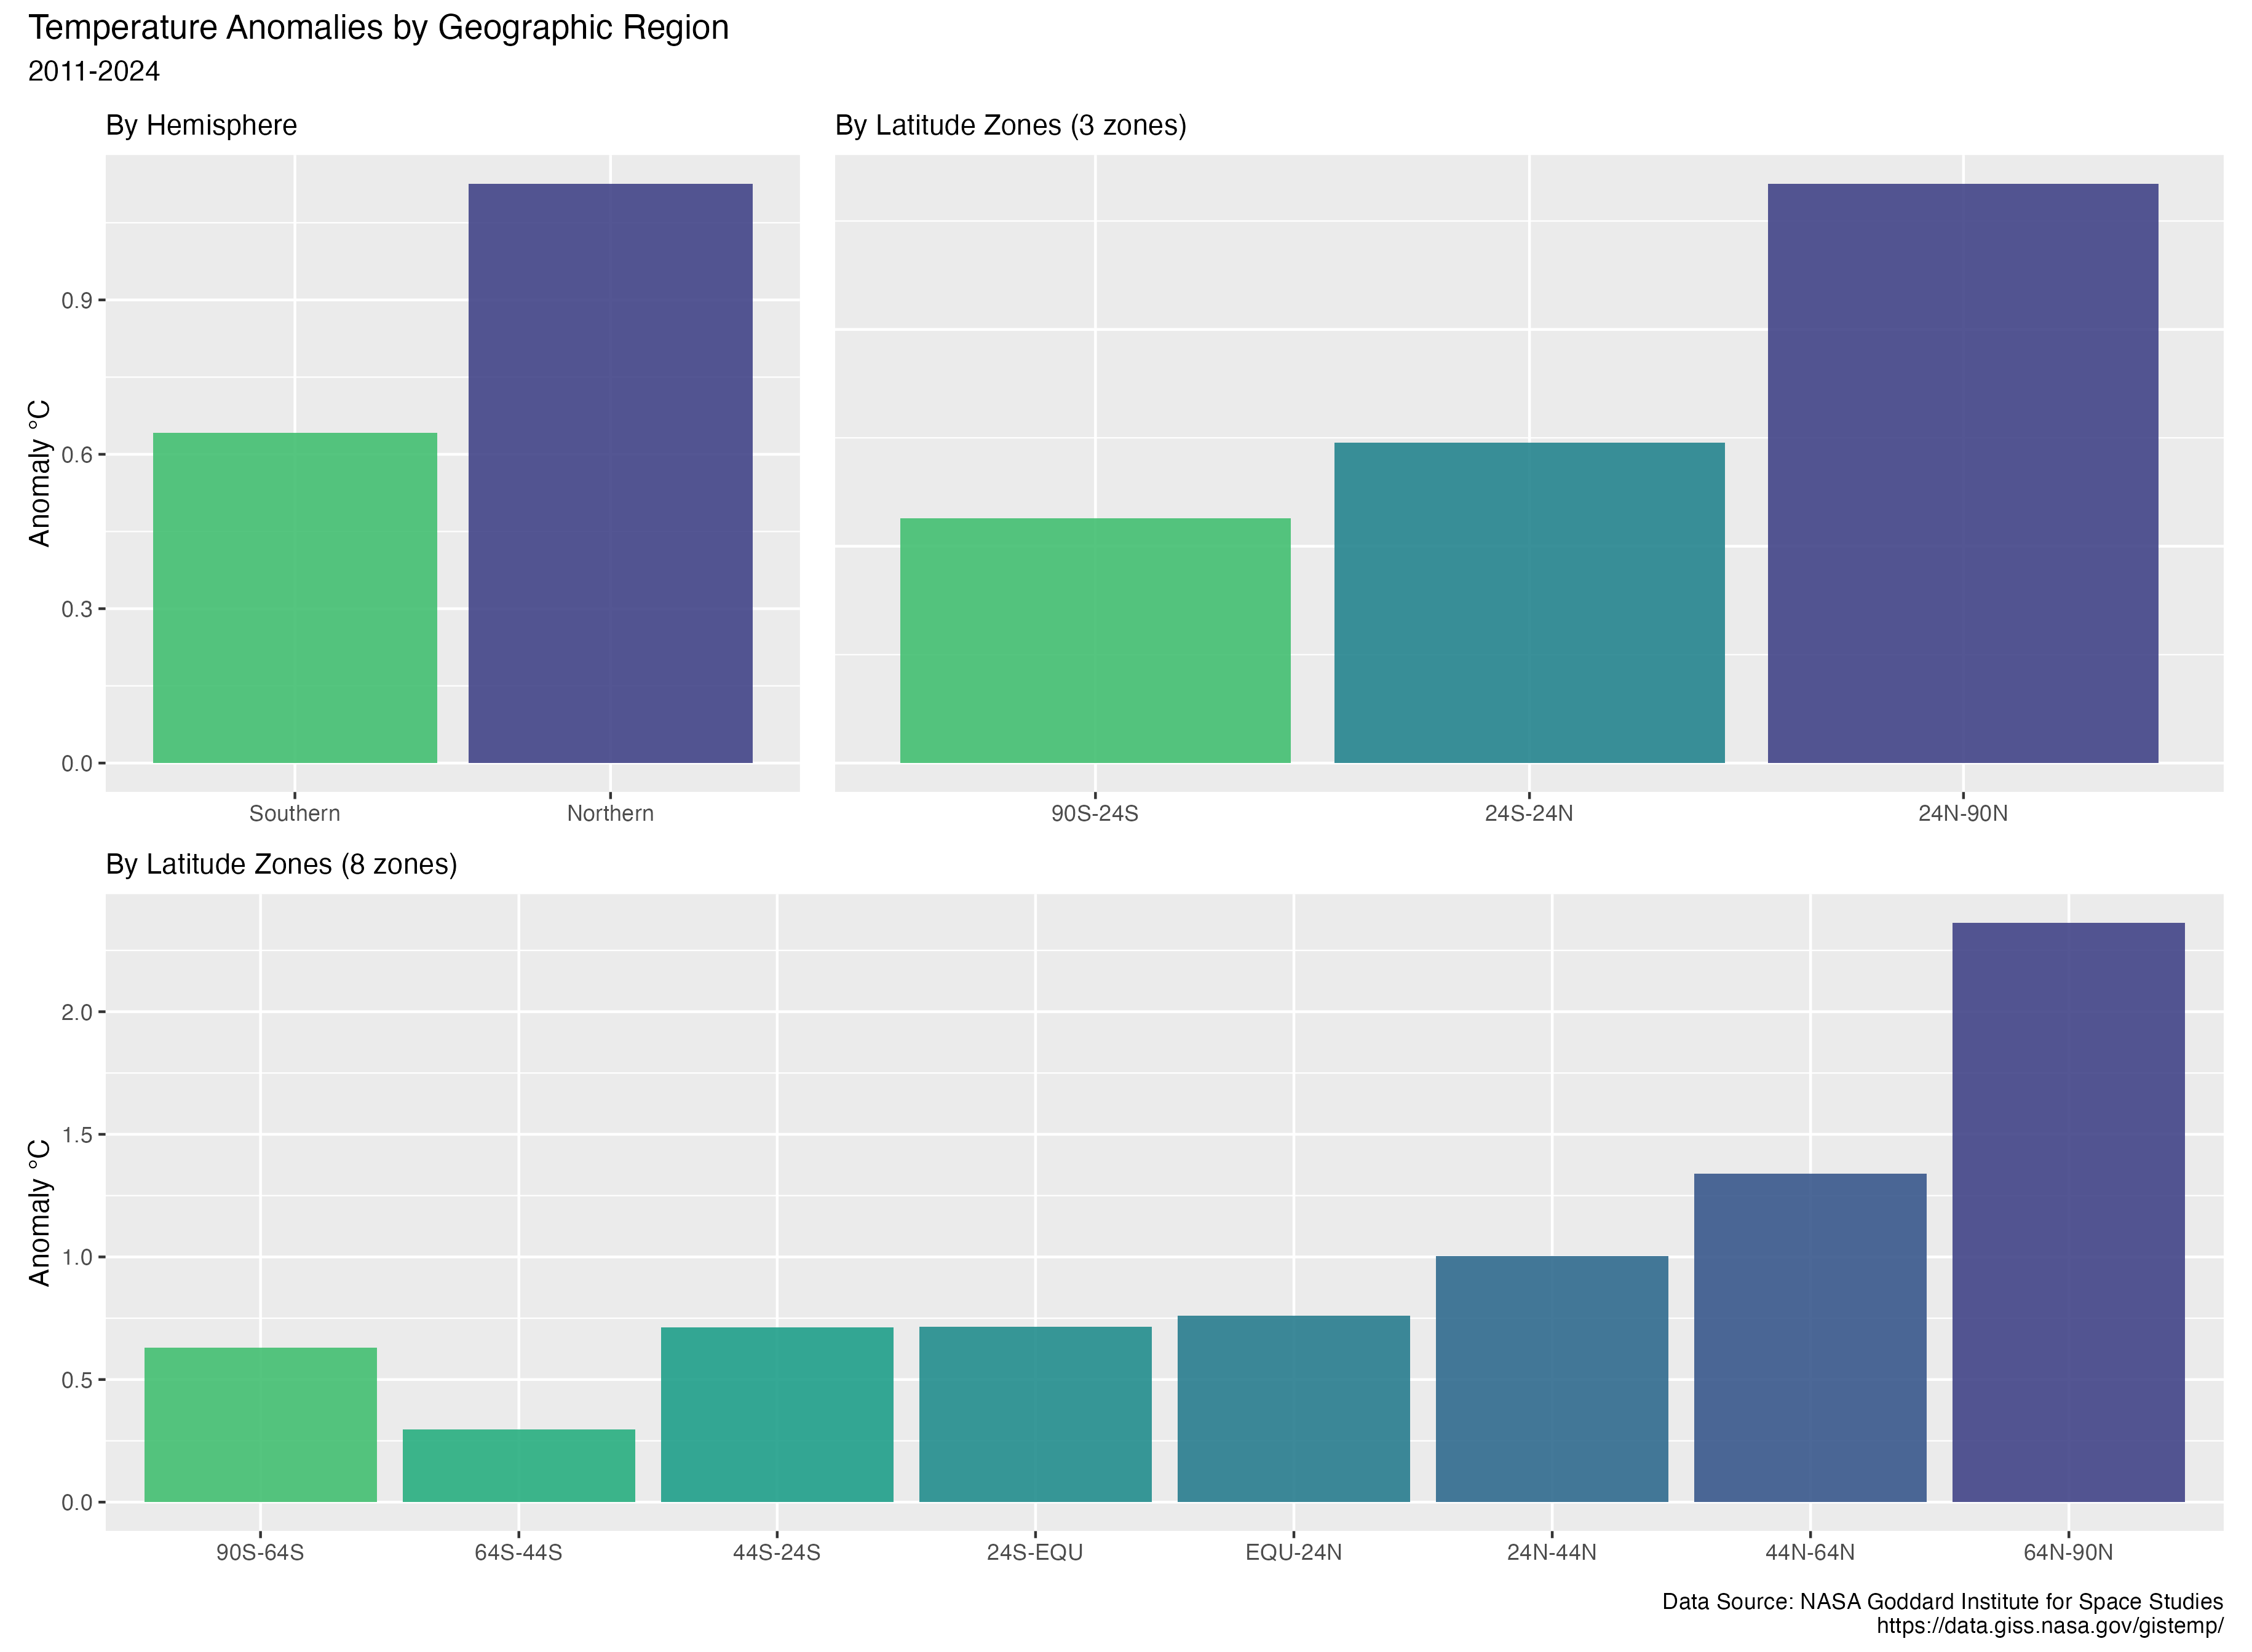 Temperature Anomalies by Geographic Region
2011-2024
By Hemisphere
Anomaly °C
0.9
0.6
0.3
0.0
Southern
Northern
By Latitude Zones (3 zones)
90S-24S
24S-24N
24N-90N
By Latitude Zones (8 zones)
Anomaly °C
2.0
1.5
1.0
0.5
0.0
90S-64S
64S-44S
44S-24S
24S-EQU
EQU-24N
24N-44N
44N-64N
64N-90N
Data Source: NASA Goddard Institute for Space Studies
https://data.giss.nasa.gov/gistemp/